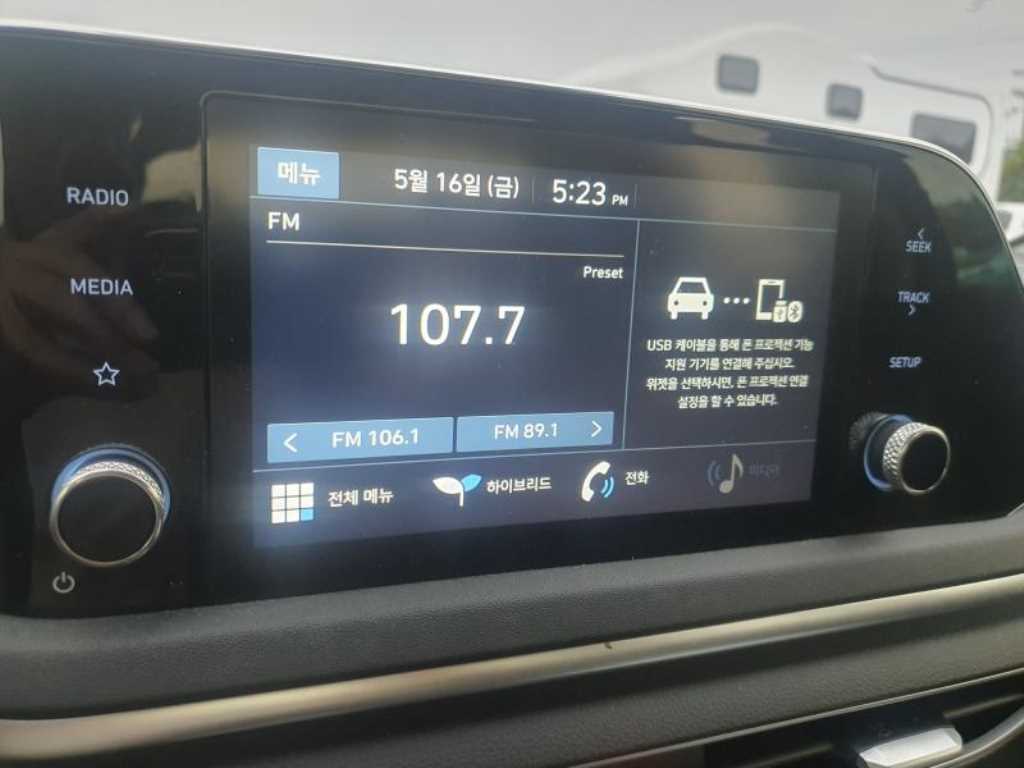 RADIO
MEDIA
메뉴
5월 16일 (금)
5:23 PM
FM
Preset
107.7
< FM 106.1
FM 89.1 >
USB 케이블을 통해 폰 프로젝션 기능
지원 기기를 연결해 주십시오.
위젯을 선택하시면, 폰 프로젝션 연결
설정을 할 수 있습니다.
전체 메뉴
하이브리드
전화
미디어
<
SEEK
TRACK
>
SETUP